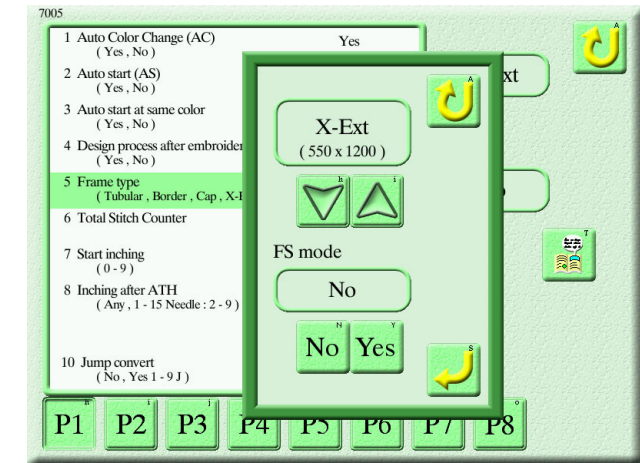 7005
1 Auto Color Change (AC)
Yes
( Yes , No )
2 Auto start (AS)
( Yes , No )
3 Auto start at same color
( Yes , No )
4 Design process after embroider
( Yes , No )
5 Frame type
( Tubular , Border , Cap , X-E
6 Total Stitch Counter
7 Start inching
( 0 - 9 )
8 Inching after ATH
( Any , 1 - 15 Needle : 2 - 9 )
10 Jump convert
( No , Yes 1 - 9 J )
A
X-Ext
( 550 x 1200 )
h
i
FS mode
No
N
No
Y
Yes
S
xt
A
T
P1
n
P2
i
P3
j
P4
P5
P6
P7
P8
o